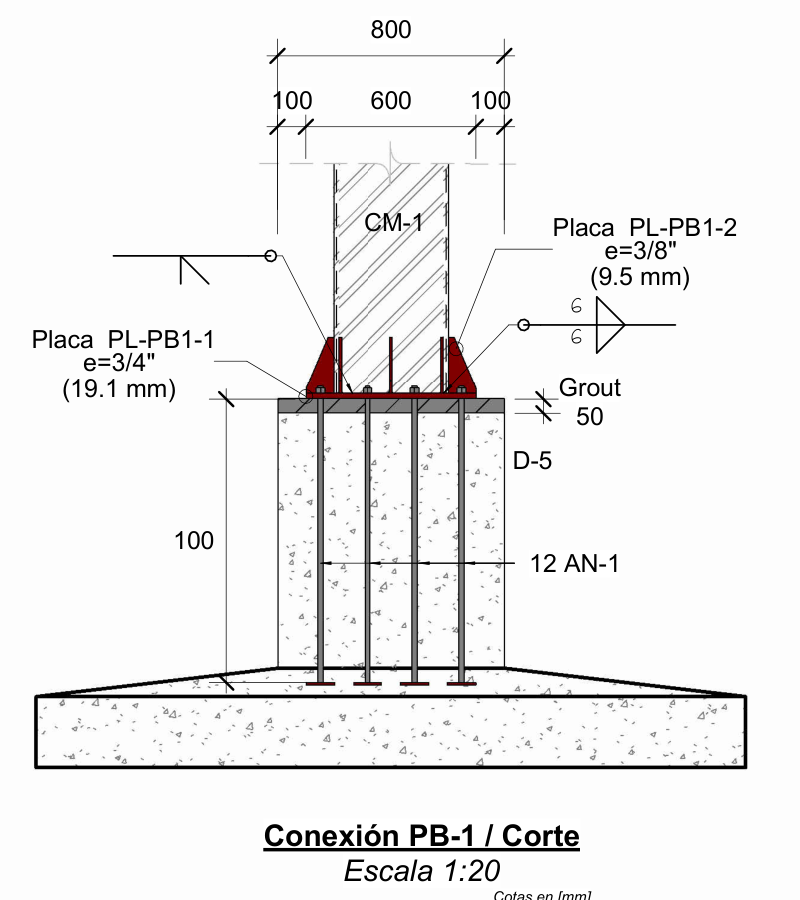 800
100 600 100
CM-1
Placa PL-PB1-2
e=3/8"
(9.5 mm)
6
6
Placa PL-PB1-1
e=3/4"
(19.1 mm)
Grout
50
D-5
100
12 AN-1
Conexión PB-1 / Corte
Escala 1:20
Cotas en [mm]